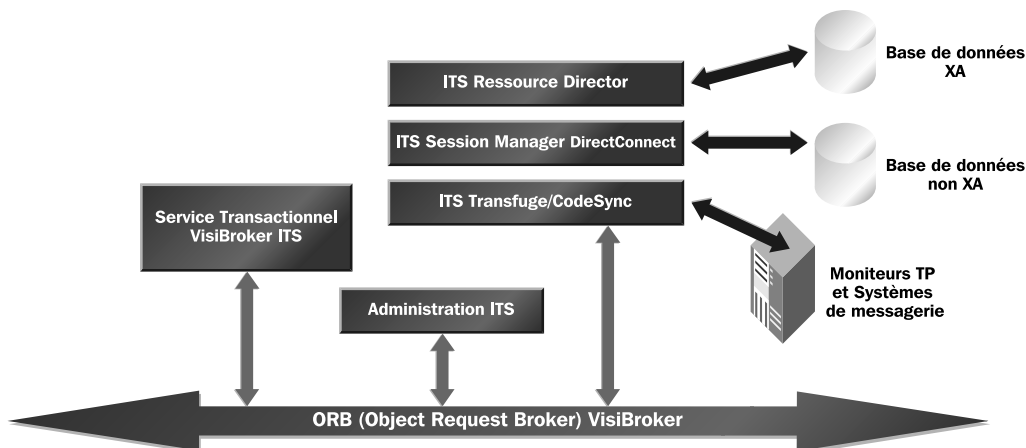 ITS Ressource Director
Base de données
XA
ITS Session Manager DirectConnect
Base de données
non XA
ITS Transfuge/CodeSync
Service Transactionnel
VisiBroker ITS
Moniteurs TP
et Systèmes
de messagerie
Administration ITS
ORB (Object Request Broker) VisiBroker